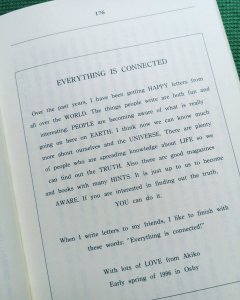 176
EVERYTHING IS CONNECTED
Over the past years, I have been getting HAPPY letters from
all over the WORLD. The things people write are both fun and
interesting. PEOPLE are becoming aware of what is really
going on here on EARTH. I think now we can know much
more about ourselves and the UNIVERSE. There are plenty
of people who are spreading knowledge about LIFE so we
can find out the TRUTH. Also there are good magazines
and books with many HINTS. It is just up to us to become
AWARE. If you are interested in finding out the truth,
YOU can do it.
When I write letters to my friends, I like to finish with
these words: "Everything is connected!"
With lots of LOVE from Akiko
Early spring of 1996 in Osby